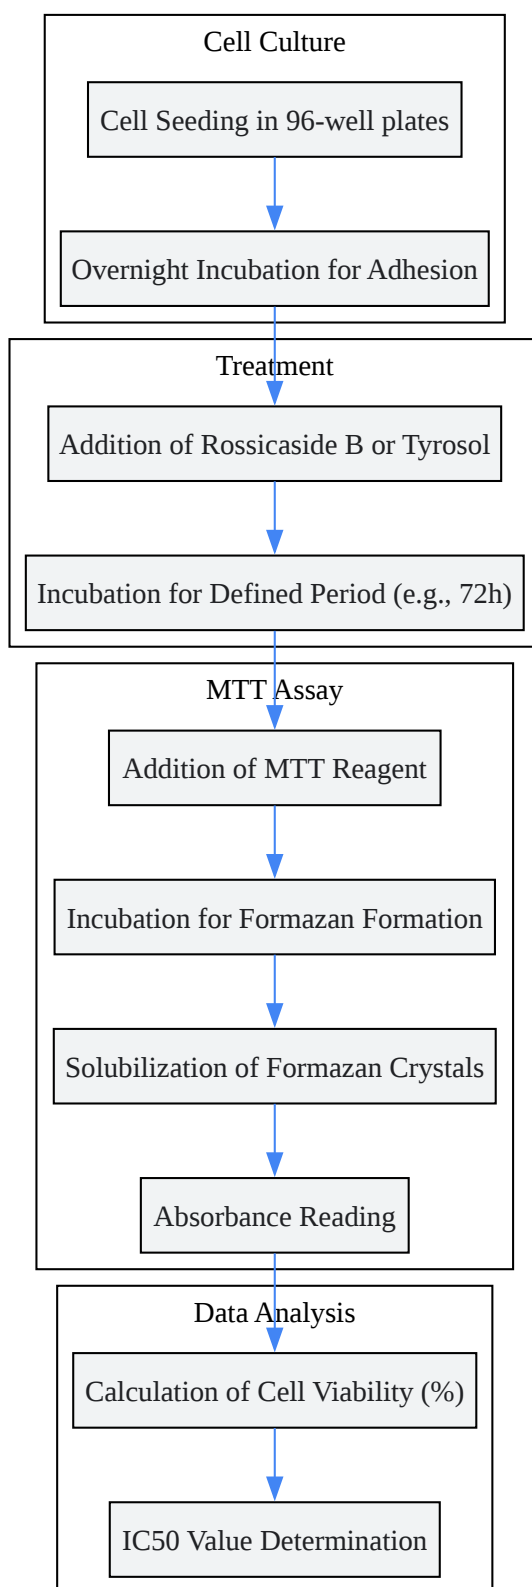 Cell Culture
Cell Seeding in 96-well plates
Overnight Incubation for Adhesion
Treatment
Addition of Rossicaside B or Tyrosol
Incubation for Defined Period (e.g., 72h)
MTT Assay
Addition of MTT Reagent
Incubation for Formazan Formation
Solubilization of Formazan Crystals
Absorbance Reading
Data Analysis
Calculation of Cell Viability (%)
IC50 Value Determination